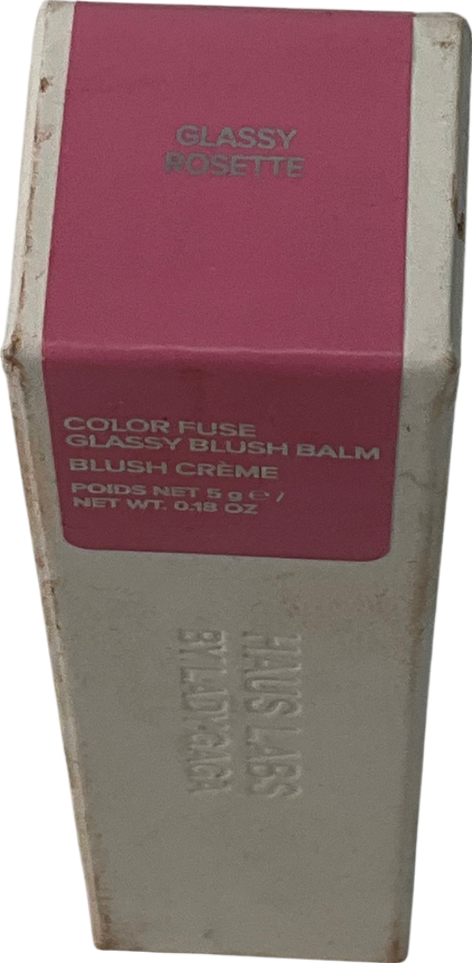 GLASSY
ROSETTE
COLOR FUSE
GLASSY BLUSH BALM
BLUSH CRÈME
POIDS NET 5 g ℮ /
NET WT. 0.18 OZ
HAUS LABS
BY LADY GAGA